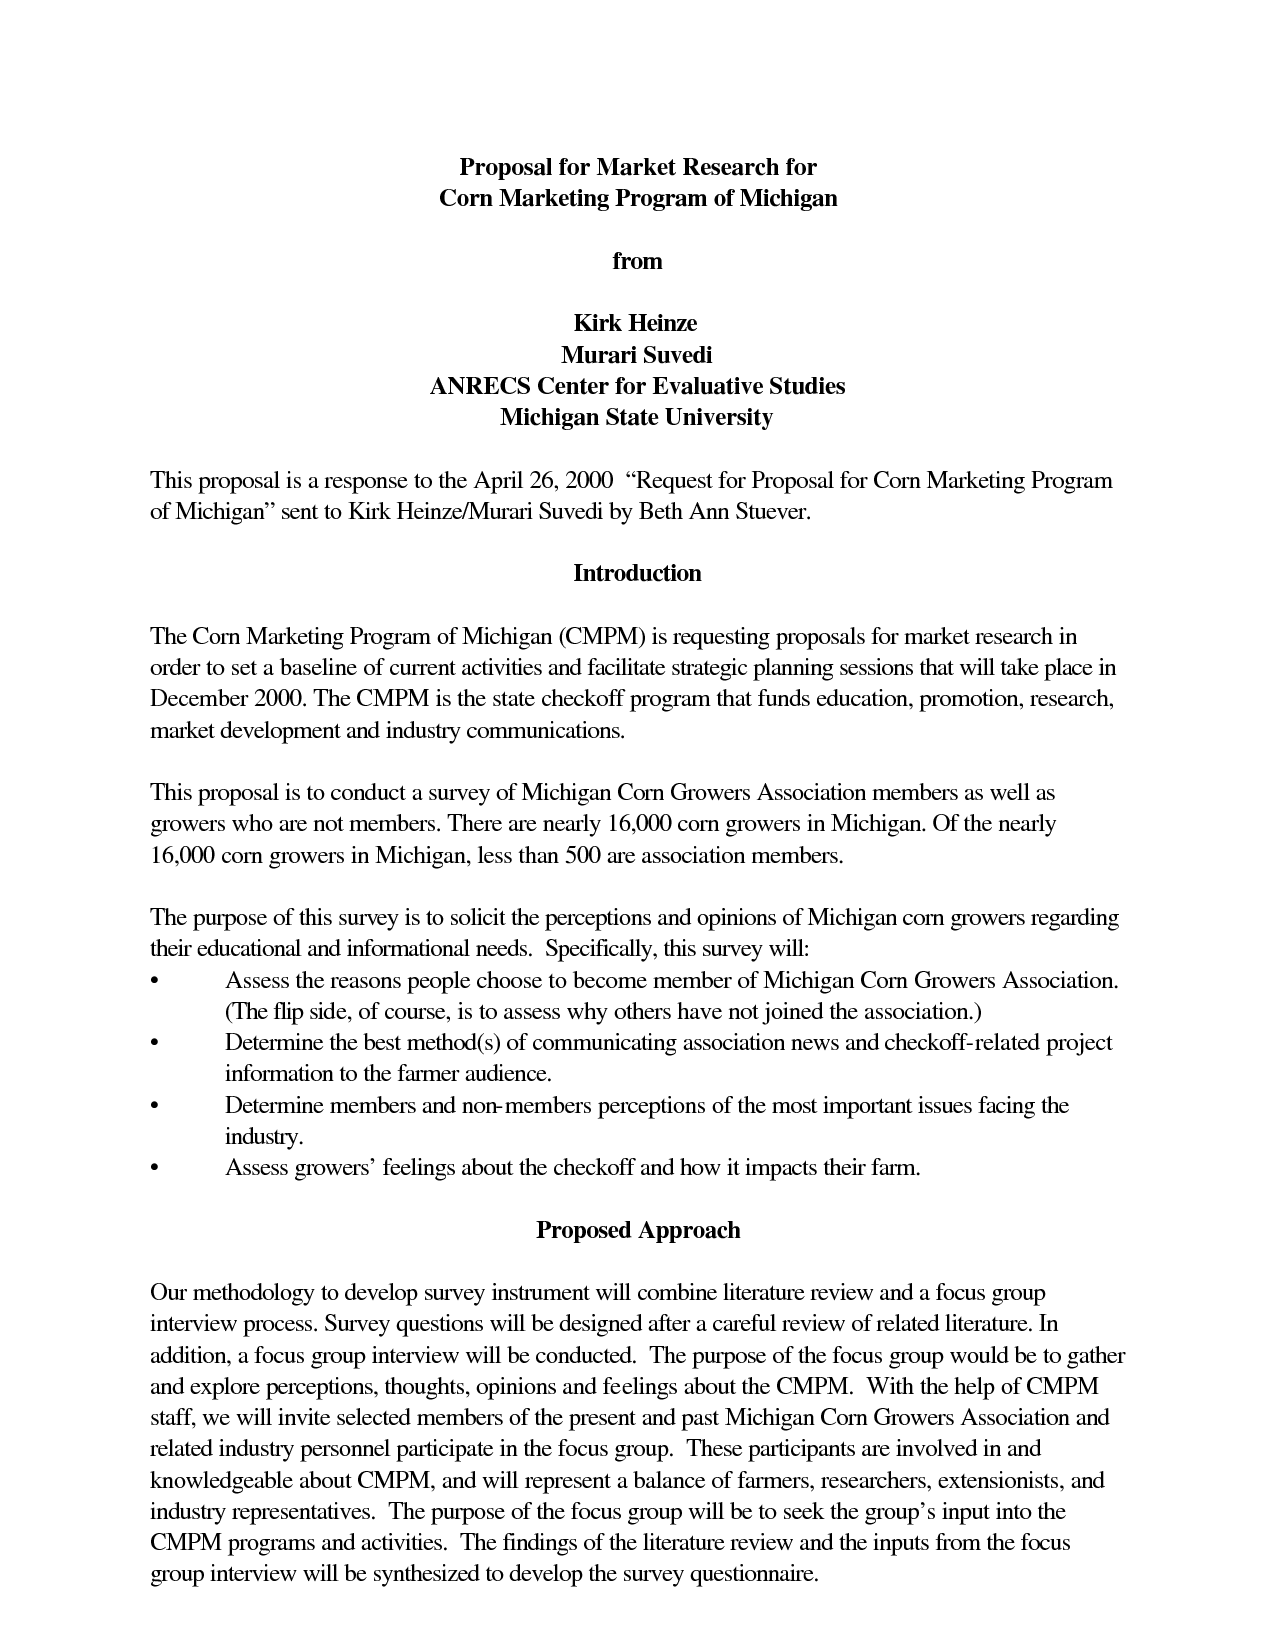 Proposal for Market Research for
Corn Marketing Program of Michigan
from
Kirk Heinze
Murari Suvedi
ANRECS Center for Evaluative Studies
Michigan State University
This proposal is a response to the April 26, 2000  “Request for Proposal for Corn Marketing Program
of Michigan” sent to Kirk Heinze/Murari Suvedi by Beth Ann Stuever.
Introduction
The Corn Marketing Program of Michigan (CMPM) is requesting proposals for market research in
order to set a baseline of current activities and facilitate strategic planning sessions that will take place in
December 2000. The CMPM is the state checkoff program that funds education, promotion, research,
market development and industry communications.
This proposal is to conduct a survey of Michigan Corn Growers Association members as well as
growers who are not members. There are nearly 16,000 corn growers in Michigan. Of the nearly
16,000 corn growers in Michigan, less than 500 are association members.
The purpose of this survey is to solicit the perceptions and opinions of Michigan corn growers regarding
their educational and informational needs.  Specifically, this survey will:
• Assess the reasons people choose to become member of Michigan Corn Growers Association.
(The flip side, of course, is to assess why others have not joined the association.)
• Determine the best method(s) of communicating association news and checkoff-related project
information to the farmer audience.
• Determine members and non-members perceptions of the most important issues facing the
industry.
• Assess growers’ feelings about the checkoff and how it impacts their farm.
Proposed Approach
Our methodology to develop survey instrument will combine literature review and a focus group
interview process. Survey questions will be designed after a careful review of related literature. In
addition, a focus group interview will be conducted.  The purpose of the focus group would be to gather
and explore perceptions, thoughts, opinions and feelings about the CMPM.  With the help of CMPM
staff, we will invite selected members of the present and past Michigan Corn Growers Association and
related industry personnel participate in the focus group.  These participants are involved in and
knowledgeable about CMPM, and will represent a balance of farmers, researchers, extensionists, and
industry representatives.  The purpose of the focus group will be to seek the group’s input into the
CMPM programs and activities.  The findings of the literature review and the inputs from the focus
group interview will be synthesized to develop the survey questionnaire.